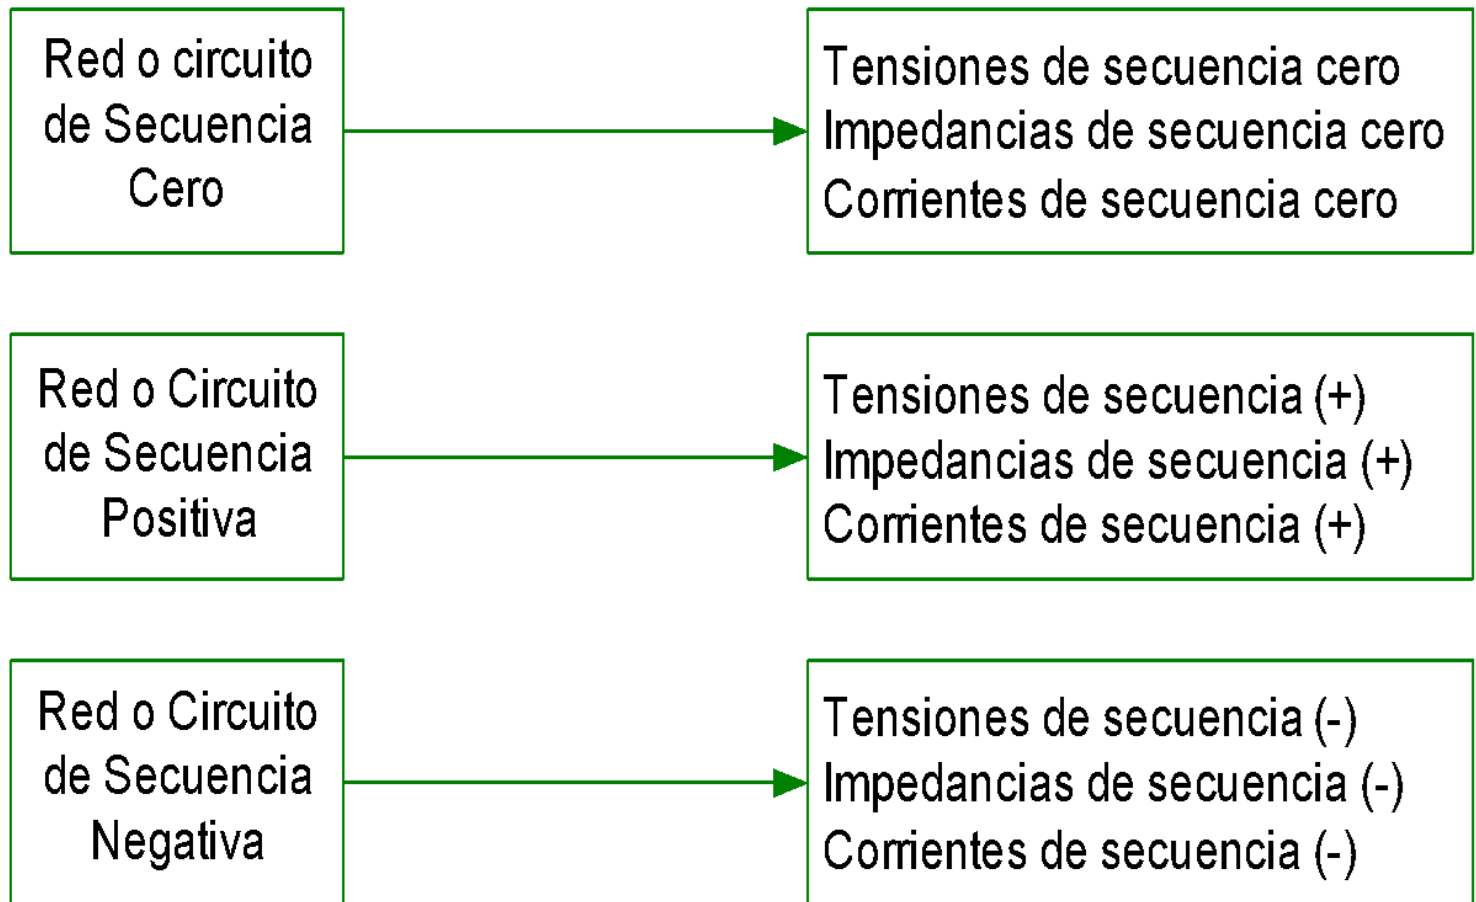 Red o circuito
de Secuencia
Cero
Tensiones de secuencia cero
Impedancias de secuencia cero
Corrientes de secuencia cero
Red o Circuito
de Secuencia
Positiva
Tensiones de secuencia (+)
Impedancias de secuencia (+)
Corrientes de secuencia (+)
Red o Circuito
de Secuencia
Negativa
Tensiones de secuencia (-)
Impedancias de secuencia (-)
Corrientes de secuencia (-)